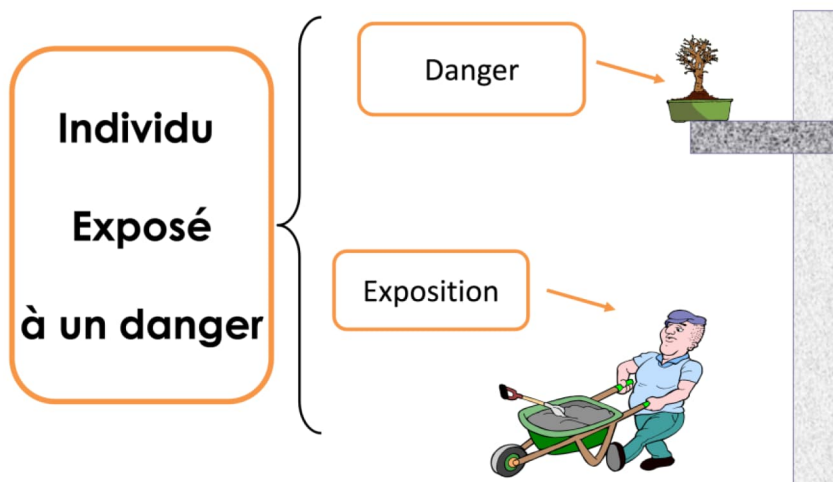 Individu
Exposé
à un danger
Danger
Exposition